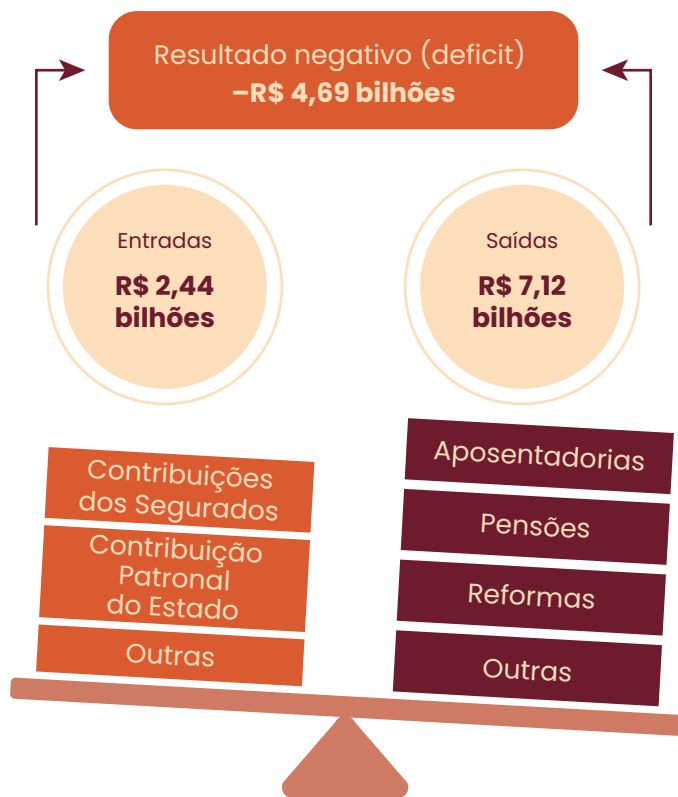 Resultado negativo (deficit)
–R$ 4,69 bilhões
Entradas
R$ 2,44
bilhões
Saídas
R$ 7,12
bilhões
Contribuições
dos Segurados
Contribuição
Patronal
do Estado
Outras
Aposentadorias
Pensões
Reformas
Outras